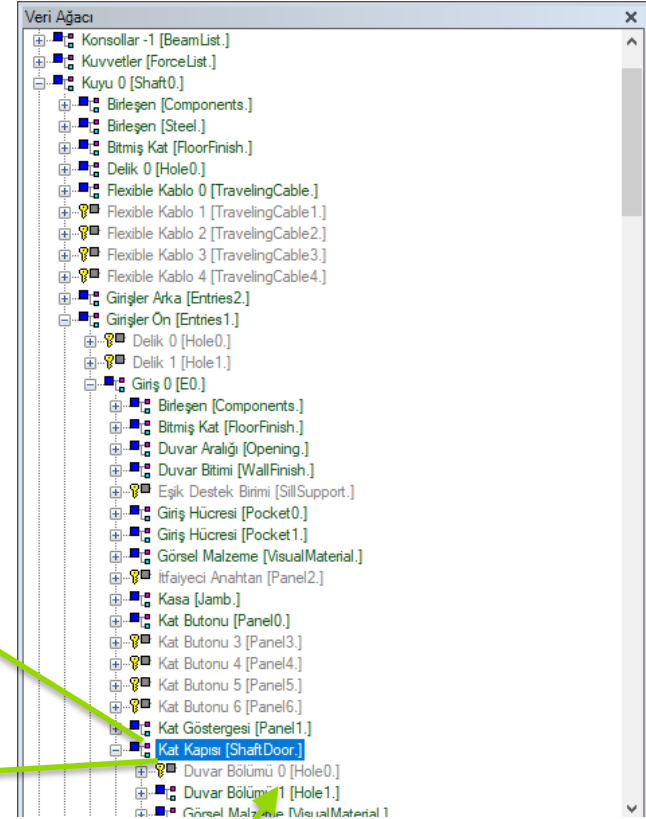 Veri Ağacı
Konsollar -1 [BeamList.]
Kuvvetler [ForceList.]
Kuyu 0 [Shaft0.]
Birleşen [Components.]
Birleşen [Steel.]
Bitmiş Kat [FloorFinish.]
Delik 0 [Hole0.]
Flexible Kablo 0 [TravelingCable.]
Flexible Kablo 1 [TravelingCable1.]
Flexible Kablo 2 [TravelingCable2.]
Flexible Kablo 3 [TravelingCable3.]
Flexible Kablo 4 [TravelingCable4.]
Girişler Arka [Entries2.]
Girişler Ön [Entries1.]
Delik 0 [Hole0.]
Delik 1 [Hole1.]
Giriş 0 [E0.]
Birleşen [Components.]
Bitmiş Kat [FloorFinish.]
Duvar Aralığı [Opening.]
Duvar Bitimi [WallFinish.]
Eşik Destek Birimi [SillSupport.]
Giriş Hücresi [Pocket0.]
Giriş Hücresi [Pocket1.]
Görsel Malzeme [VisualMaterial.]
İtfaiyeci Anahtarı [Panel2.]
Kasa [Jamb.]
Kat Butonu [Panel0.]
Kat Butonu 3 [Panel3.]
Kat Butonu 4 [Panel4.]
Kat Butonu 5 [Panel5.]
Kat Butonu 6 [Panel6.]
Kat Göstergesi [Panel1.]
Kat Kapısı [ShaftDoor.]
Duvar Bölümü 0 [Hole0.]
Duvar Bölümü 1 [Hole1.]
Görsel Malzeme [VisualMaterial.]